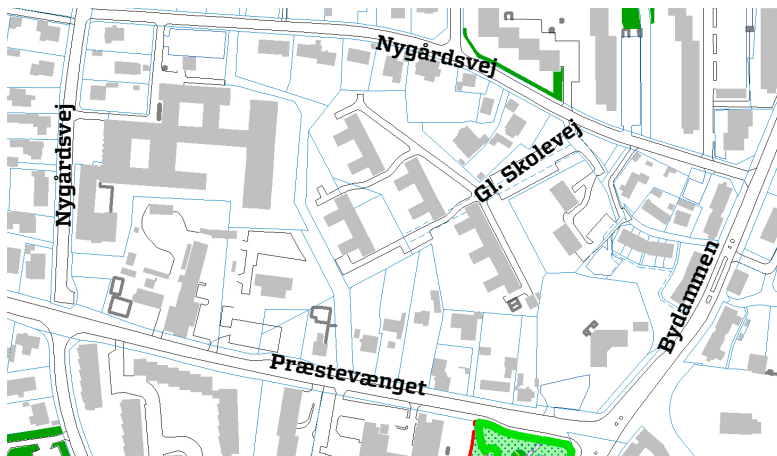 Nygårdsvej
Nygårdsvej
Gl. Skolevej
Bydammen
Præstevænget